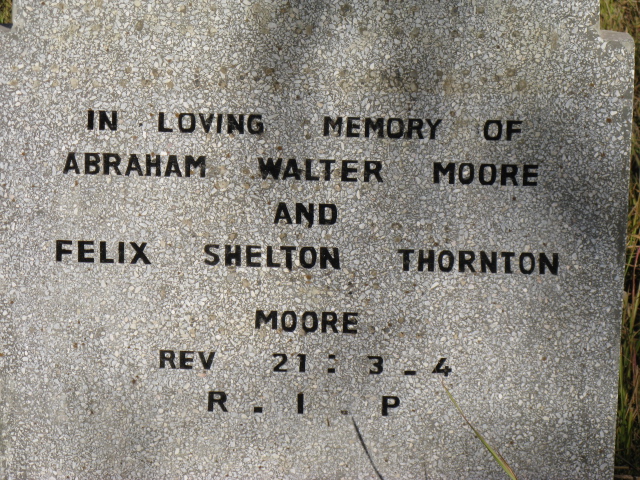 IN LOVING MEMORY OF
ABRAHAM WALTER MOORE
AND
FELIX SHELTON THORNTON
MOORE
REV 21 : 3 - 4
R . I . P